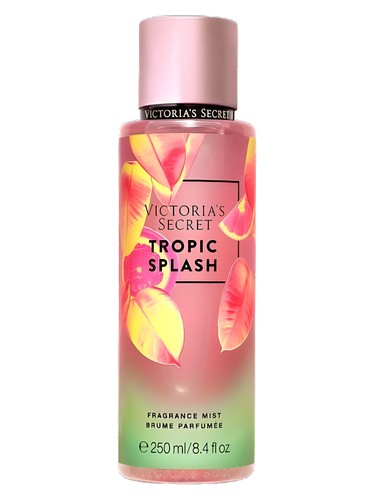 VICTORIA'S SECRET
VICTORIA'S
SECRET
TROPIC
SPLASH
FRAGRANCE MIST
BRUME PARFUMÉE
℮ 250 ml/8.4 fl oz